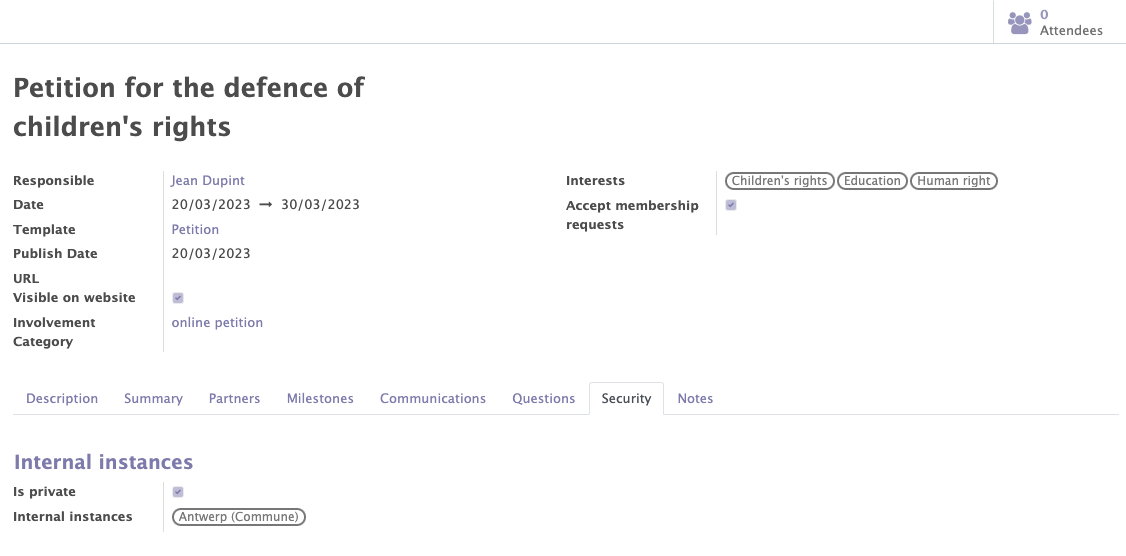 0
Attendees
Petition for the defence of
children's rights
Responsible Jean Dupint
Date 20/03/2023 → 30/03/2023
Template Petition
Publish Date 20/03/2023
URL
Visible on website
Involvement online petition
Category
Interests Children's rights Education Human right
Accept membership
requests
Description Summary Partners Milestones Communications Questions Security Notes
Internal instances
Is private
Internal instances Antwerp (Commune)